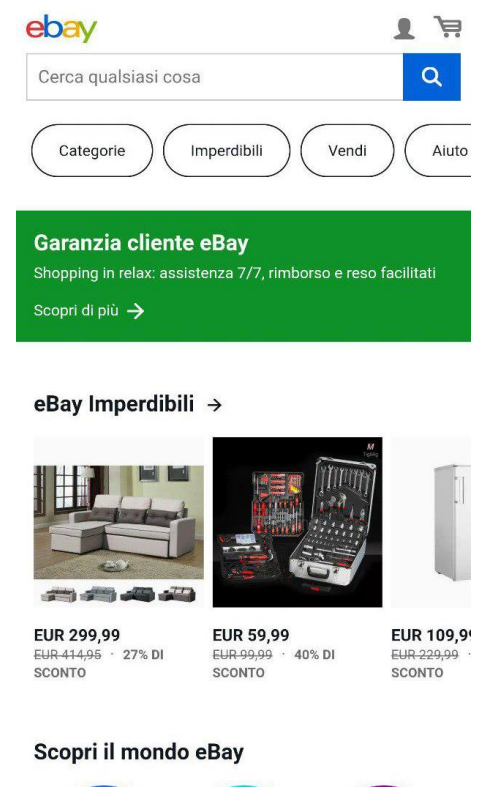 ebay
Cerca qualsiasi cosa
Categorie
Imperdibili
Vendi
Aiuto
Garanzia cliente eBay
Shopping in relax: assistenza 7/7, rimborso e reso facilitati
Scopri di più →
eBay Imperdibili →
EUR 299,99
EUR 414,95 · 27% DI
SCONTO
EUR 59,99
EUR 99,99 · 40% DI
SCONTO
EUR 109,99
EUR 229,99 ·
SCONTO
Scopri il mondo eBay